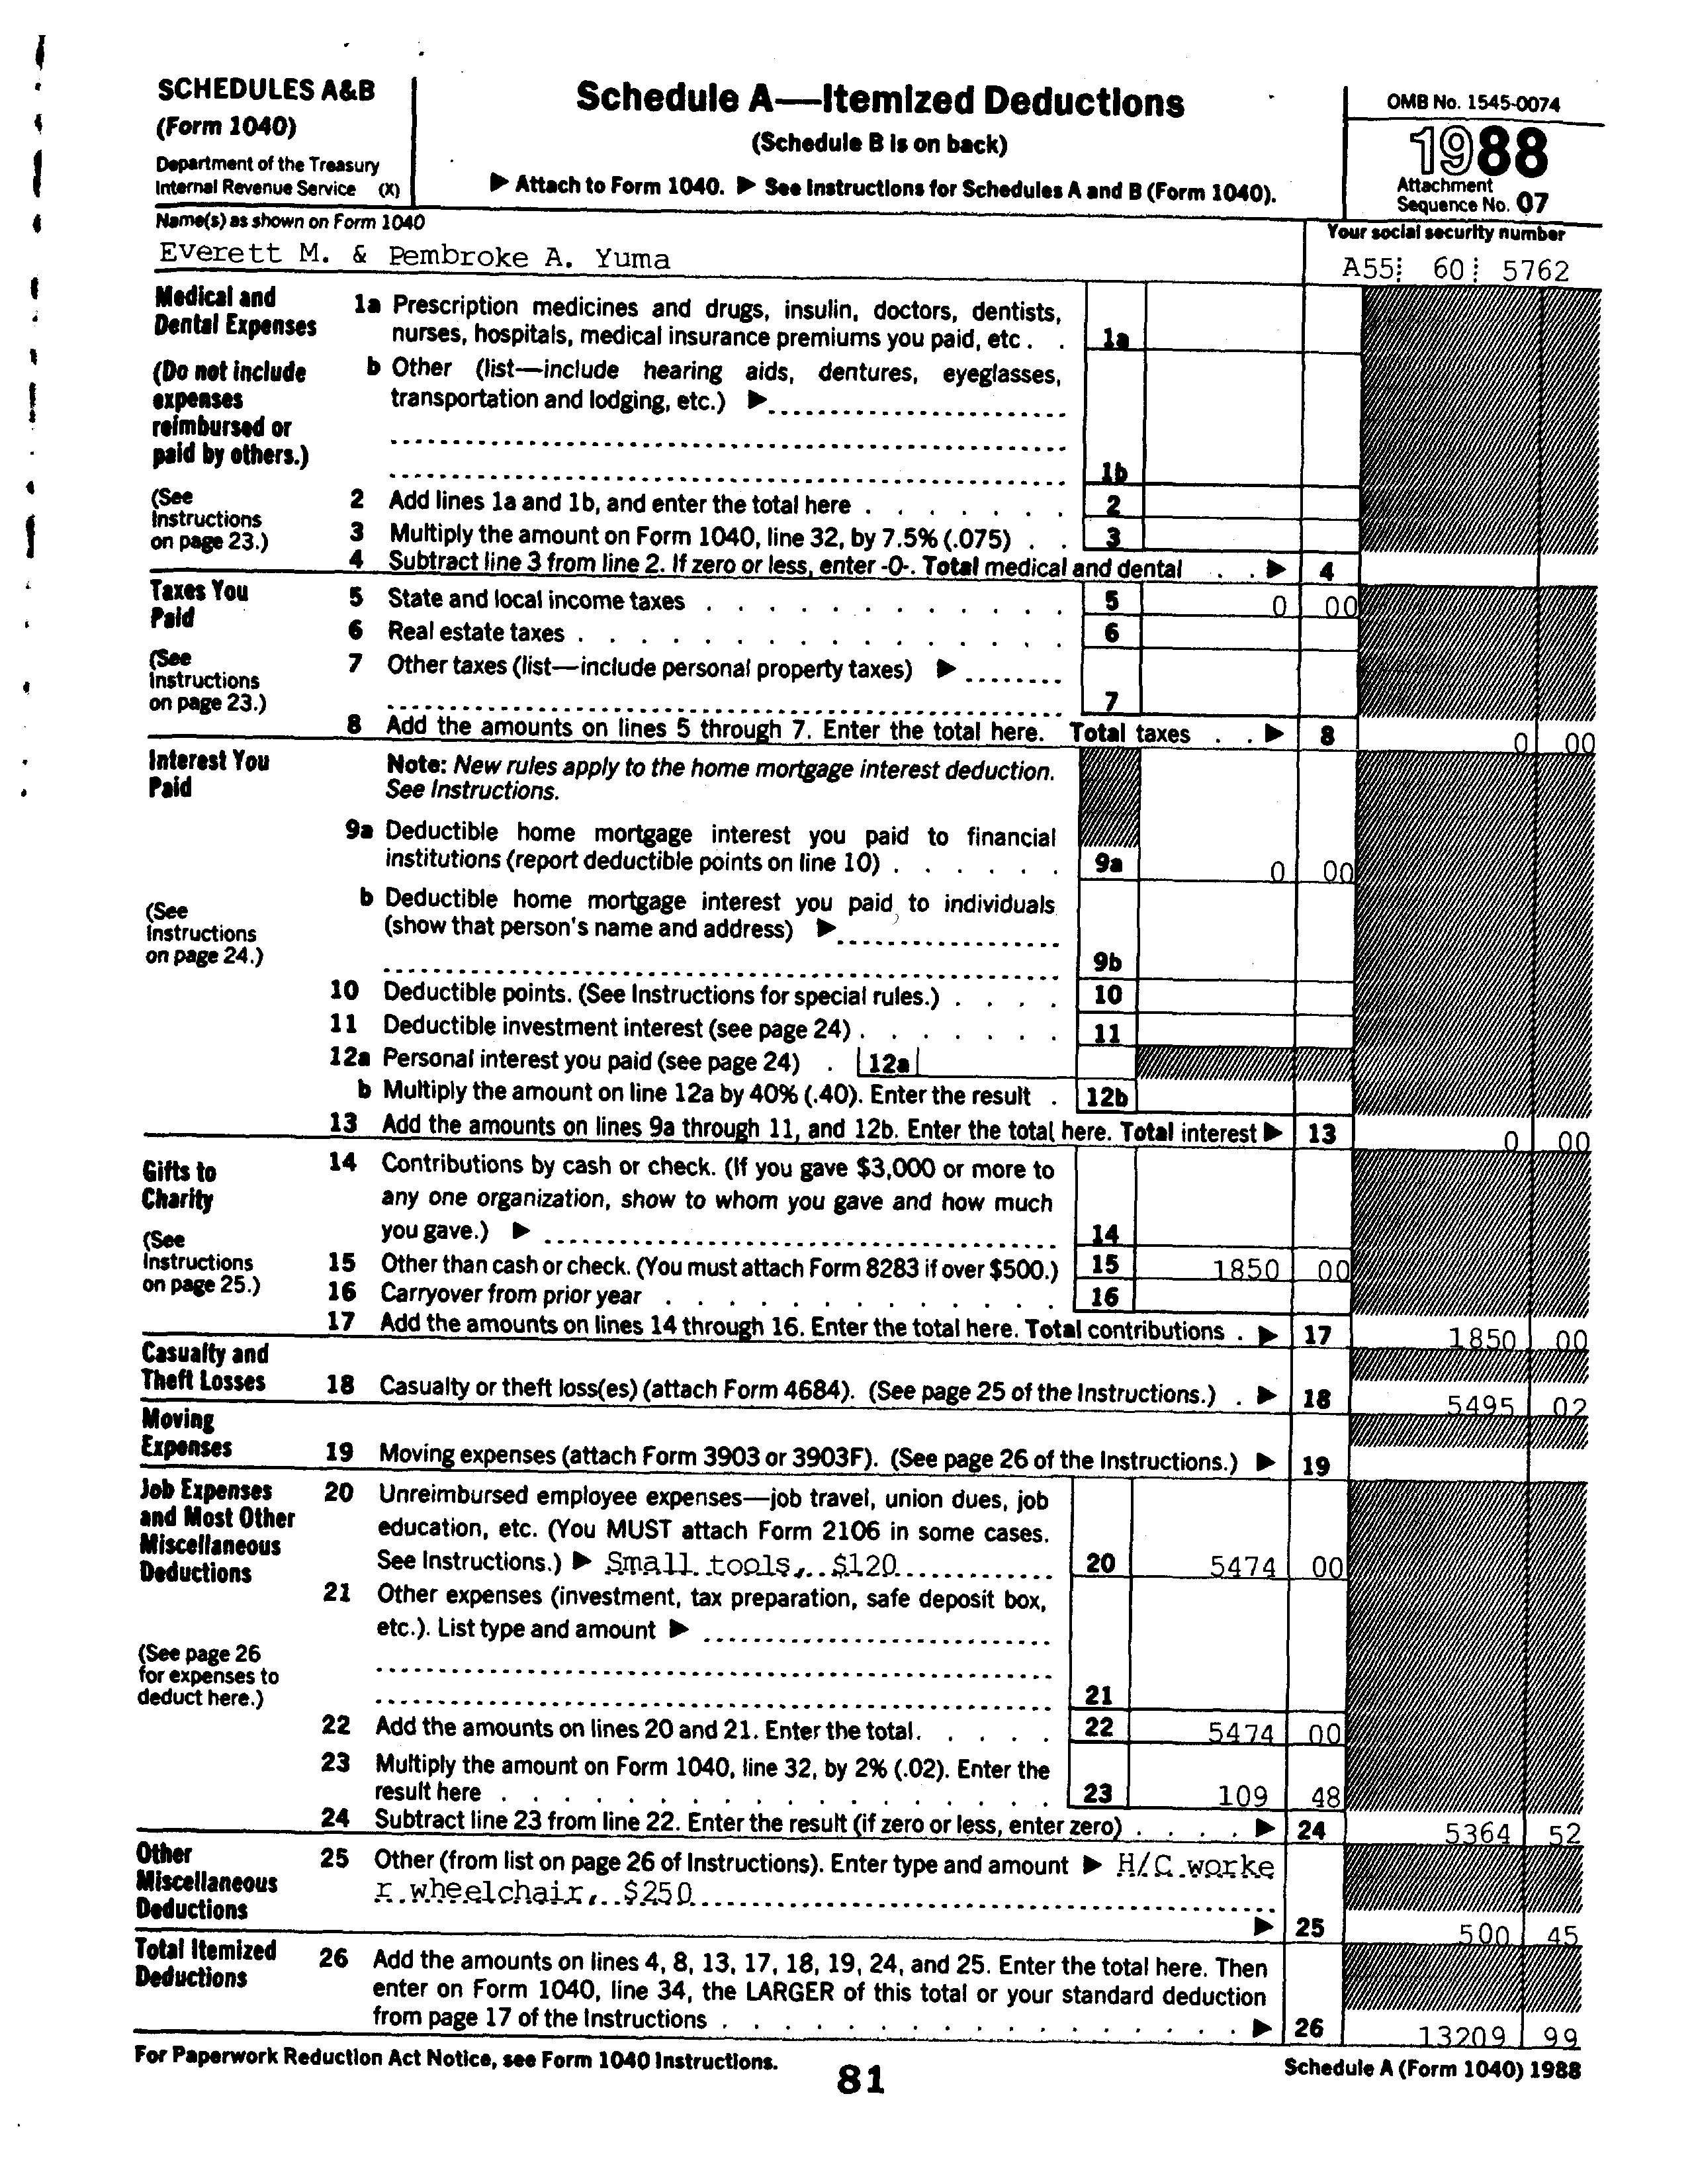 SCHEDULES A&B
(Form 1040)
Department of the Treasury
Internal Revenue Service (X)
Schedule A—Itemized Deductions
(Schedule B is on back)
▶ Attach to Form 1040. ▶ See Instructions for Schedules A and B (Form 1040).
OMB No. 1545-0074
1988
Attachment
Sequence No. 07
Name(s) as shown on Form 1040
Everett M. & Pembroke A. Yuma
Your social security number
A55 60 5762
Medical and
Dental Expenses
(Do not include
expenses
reimbursed or
paid by others.)
(See
Instructions
on page 23.)
1a Prescription medicines and drugs, insulin, doctors, dentists,
nurses, hospitals, medical insurance premiums you paid, etc . . 1a
b Other (list—include hearing aids, dentures, eyeglasses,
transportation and lodging, etc.) ▶
1b
2 Add lines 1a and 1b, and enter the total here . . . . . . . 2
3 Multiply the amount on Form 1040, line 32, by 7.5% (.075) . . 3
4 Subtract line 3 from line 2. If zero or less, enter -0-. Total medical and dental . . ▶ 4
Taxes You
Paid
(See
Instructions
on page 23.)
5 State and local income taxes . . . . . . . . . . . . 5 0 00
6 Real estate taxes . . . . . . . . . . . . . . . . 6
7 Other taxes (list—include personal property taxes) ▶
7
8 Add the amounts on lines 5 through 7. Enter the total here. Total taxes . . ▶ 8 0 00
Interest You
Paid
(See
Instructions
on page 24.)
Note: New rules apply to the home mortgage interest deduction.
See Instructions.
9a Deductible home mortgage interest you paid to financial
institutions (report deductible points on line 10) . . . . . . 9a 0 00
b Deductible home mortgage interest you paid to individuals
(show that person's name and address) ▶
9b
10 Deductible points. (See Instructions for special rules.) . . . . 10
11 Deductible investment interest (see page 24) . . . . . . . 11
12a Personal interest you paid (see page 24) . 12a
b Multiply the amount on line 12a by 40% (.40). Enter the result . 12b
13 Add the amounts on lines 9a through 11, and 12b. Enter the total here. Total interest ▶ 13 0 00
Gifts to
Charity
(See
Instructions
on page 25.)
14 Contributions by cash or check. (If you gave $3,000 or more to
any one organization, show to whom you gave and how much
you gave.) ▶ 14
15 Other than cash or check. (You must attach Form 8283 if over $500.) 15 1850 00
16 Carryover from prior year . . . . . . . . . . . . . 16
17 Add the amounts on lines 14 through 16. Enter the total here. Total contributions . ▶ 17 1850 00
Casualty and
Theft Losses
18 Casualty or theft loss(es) (attach Form 4684). (See page 25 of the Instructions.) . ▶ 18 5495 02
Moving
Expenses
19 Moving expenses (attach Form 3903 or 3903F). (See page 26 of the Instructions.) ▶ 19
Job Expenses
and Most Other
Miscellaneous
Deductions
(See page 26
for expenses to
deduct here.)
20 Unreimbursed employee expenses—job travel, union dues, job
education, etc. (You MUST attach Form 2106 in some cases.
See Instructions.) ▶ Small tools, $120 20 5474 00
21 Other expenses (investment, tax preparation, safe deposit box,
etc.). List type and amount ▶
21
22 Add the amounts on lines 20 and 21. Enter the total. . . . . 22 5474 00
23 Multiply the amount on Form 1040, line 32, by 2% (.02). Enter the
result here . . . . . . . . . . . . . . . . . . 23 109 48
24 Subtract line 23 from line 22. Enter the result (if zero or less, enter zero) . . . . ▶ 24 5364 52
Other
Miscellaneous
Deductions
25 Other (from list on page 26 of Instructions). Enter type and amount ▶ H/C worke
r wheelchair, $250
▶ 25 500 45
Total Itemized
Deductions
26 Add the amounts on lines 4, 8, 13, 17, 18, 19, 24, and 25. Enter the total here. Then
enter on Form 1040, line 34, the LARGER of this total or your standard deduction
from page 17 of the Instructions . . . . . . . . . . . . . . . . . ▶ 26 13209 99
For Paperwork Reduction Act Notice, see Form 1040 Instructions.
81
Schedule A (Form 1040) 1988